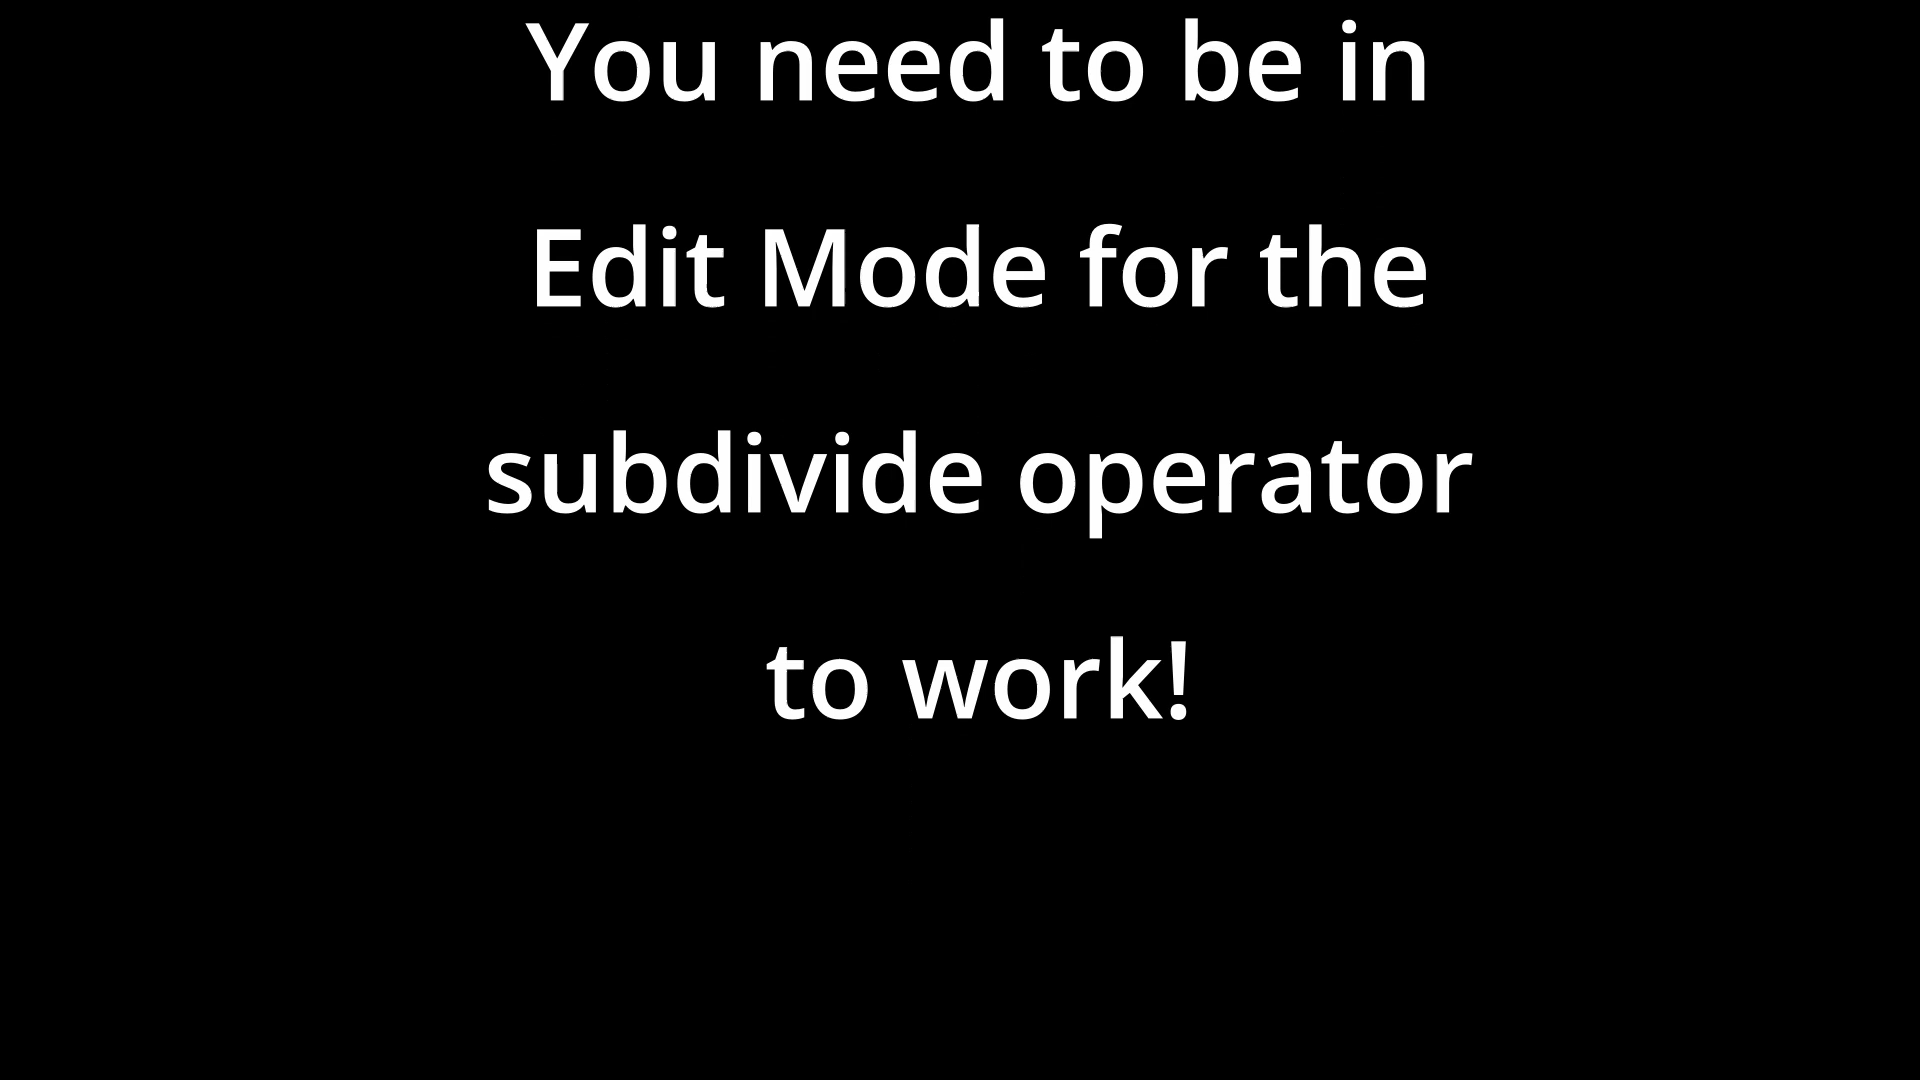 You need to be in
Edit Mode for the
subdivide operator
to work!